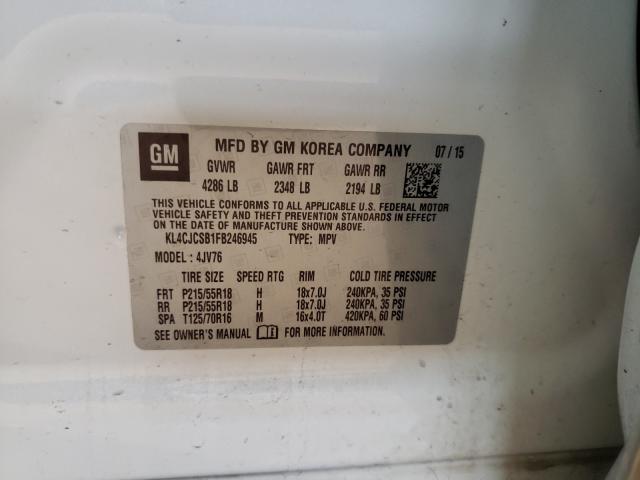 GM MFD BY GM KOREA COMPANY 07/15
GVWR GAWR FRT GAWR RR
4286 LB 2348 LB 2194 LB
THIS VEHICLE CONFORMS TO ALL APPLICABLE U.S. FEDERAL MOTOR
VEHICLE SAFETY AND THEFT PREVENTION STANDARDS IN EFFECT
ON THE DATE OF MANUFACTURE SHOWN ABOVE.
KL4CJCSB1FB246945 TYPE: MPV
MODEL : 4JV76
TIRE SIZE SPEED RTG RIM COLD TIRE PRESSURE
FRT P215/55R18 H 18x7.0J 240KPA, 35 PSI
RR P215/55R18 H 18x7.0J 240KPA, 35 PSI
SPA T125/70R16 M 16x4.0T 420KPA, 60 PSI
SEE OWNER'S MANUAL FOR MORE INFORMATION.